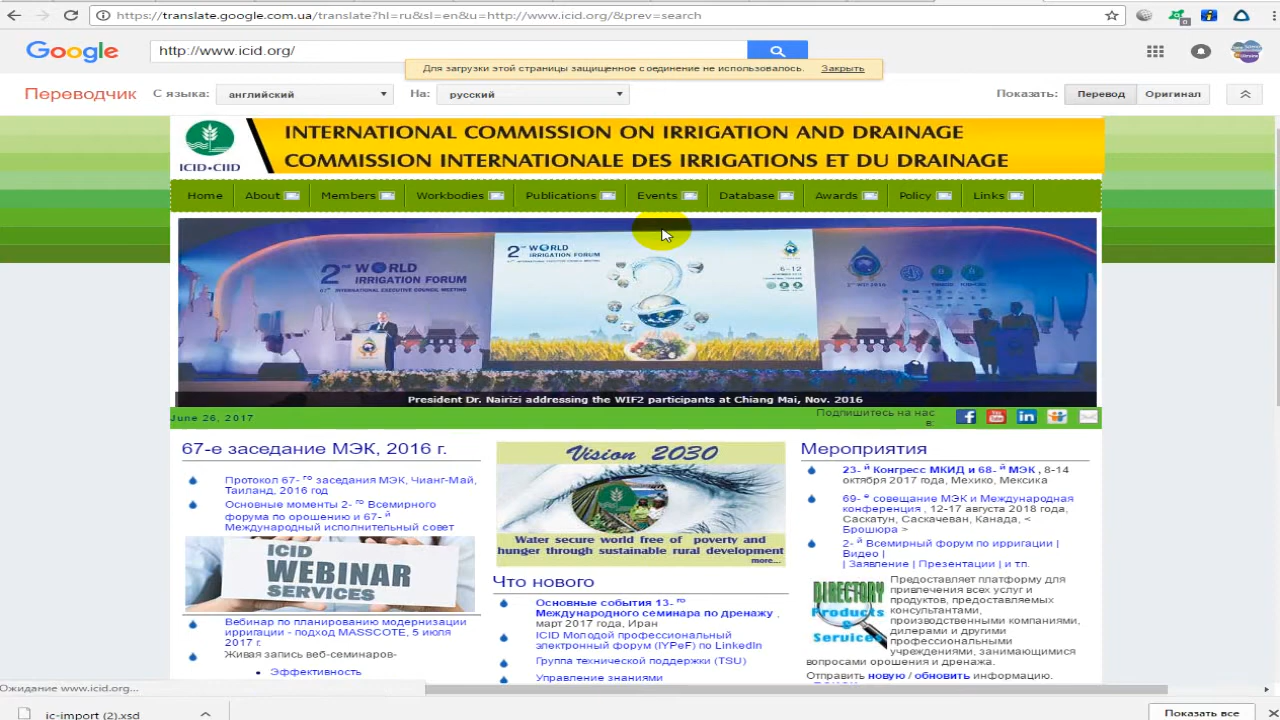 https://translate.google.com.ua/translate?hl=ru&sl=en&u=http://www.icid.org/&prev=search
Google
http://www.icid.org/
Для загрузки этой страницы защищенное соединение не использовалось. Закрыть
Переводчик
С языка: английский
На: русский
Показать: Перевод Оригинал
ICID•CIID
INTERNATIONAL COMMISSION ON IRRIGATION AND DRAINAGE
COMMISSION INTERNATIONALE DES IRRIGATIONS ET DU DRAINAGE
Home About Members Workbodies Publications Events Database Awards Policy Links
2ND WORLD
IRRIGATION FORUM
67TH INTERNATIONAL EXECUTIVE COUNCIL MEETING
2ND WORLD
IRRIGATION FORUM
6-12
President Dr. Nairizi addressing the WIF2 participants at Chiang Mai, Nov. 2016
June 26, 2017
Подпишитесь на нас
в:
67-е заседание МЭК, 2016 г.
Протокол 67- го заседания МЭК, Чианг-Май,
Таиланд, 2016 год
Основные моменты 2- го Всемирного
форума по орошению и 67- й
Международный исполнительный совет
ICID
WEBINAR
SERVICES
Вебинар по планированию модернизации
ирригации - подход MASSCOTE, 5 июля
2017 г.
Живая запись веб-семинаров-
Эффективность
Vision 2030
Water secure world free of poverty and
hunger through sustainable rural development
more...
Что нового
Основные события 13- го
Международного семинара по дренажу ,
март 2017 года, Иран
ICID Молодой профессиональный
электронный форум (IYPeF) по LinkedIn
Группа технической поддержки (TSU)
Управление знаниями
Мероприятия
23- й Конгресс МКИД и 68- й МЭК , 8-14
октября 2017 года, Мехико, Мексика
69- е совещание МЭК и Международная
конференция , 12-17 августа 2018 года,
Саскатун, Саскачеван, Канада, <
Брошюра >
2- й Всемирный форум по ирригации |
Видео |
| Заявление | Презентации | и т.п.
DIRECTORY
Products
&
Services
Предоставляет платформу для
привлечения всех услуг и
продуктов, предоставляемых
консультантами,
производственными компаниями,
дилерами и другими
профессиональными
учреждениями, занимающимися
вопросами орошения и дренажа.
Отправить новую / обновить информацию.
Ожидание www.icid.org...
ic-import (2).xsd
Показать все